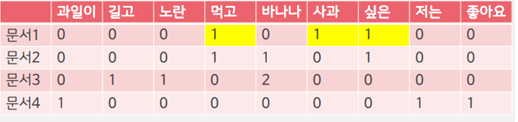 과일이 길고 노란 먹고 바나나 사과 싶은 저는 좋아요
문서1 0 0 0 1 0 1 1 0 0
문서2 0 0 0 1 1 0 1 0 0
문서3 0 1 1 0 2 0 0 0 0
문서4 1 0 0 0 0 0 0 1 1